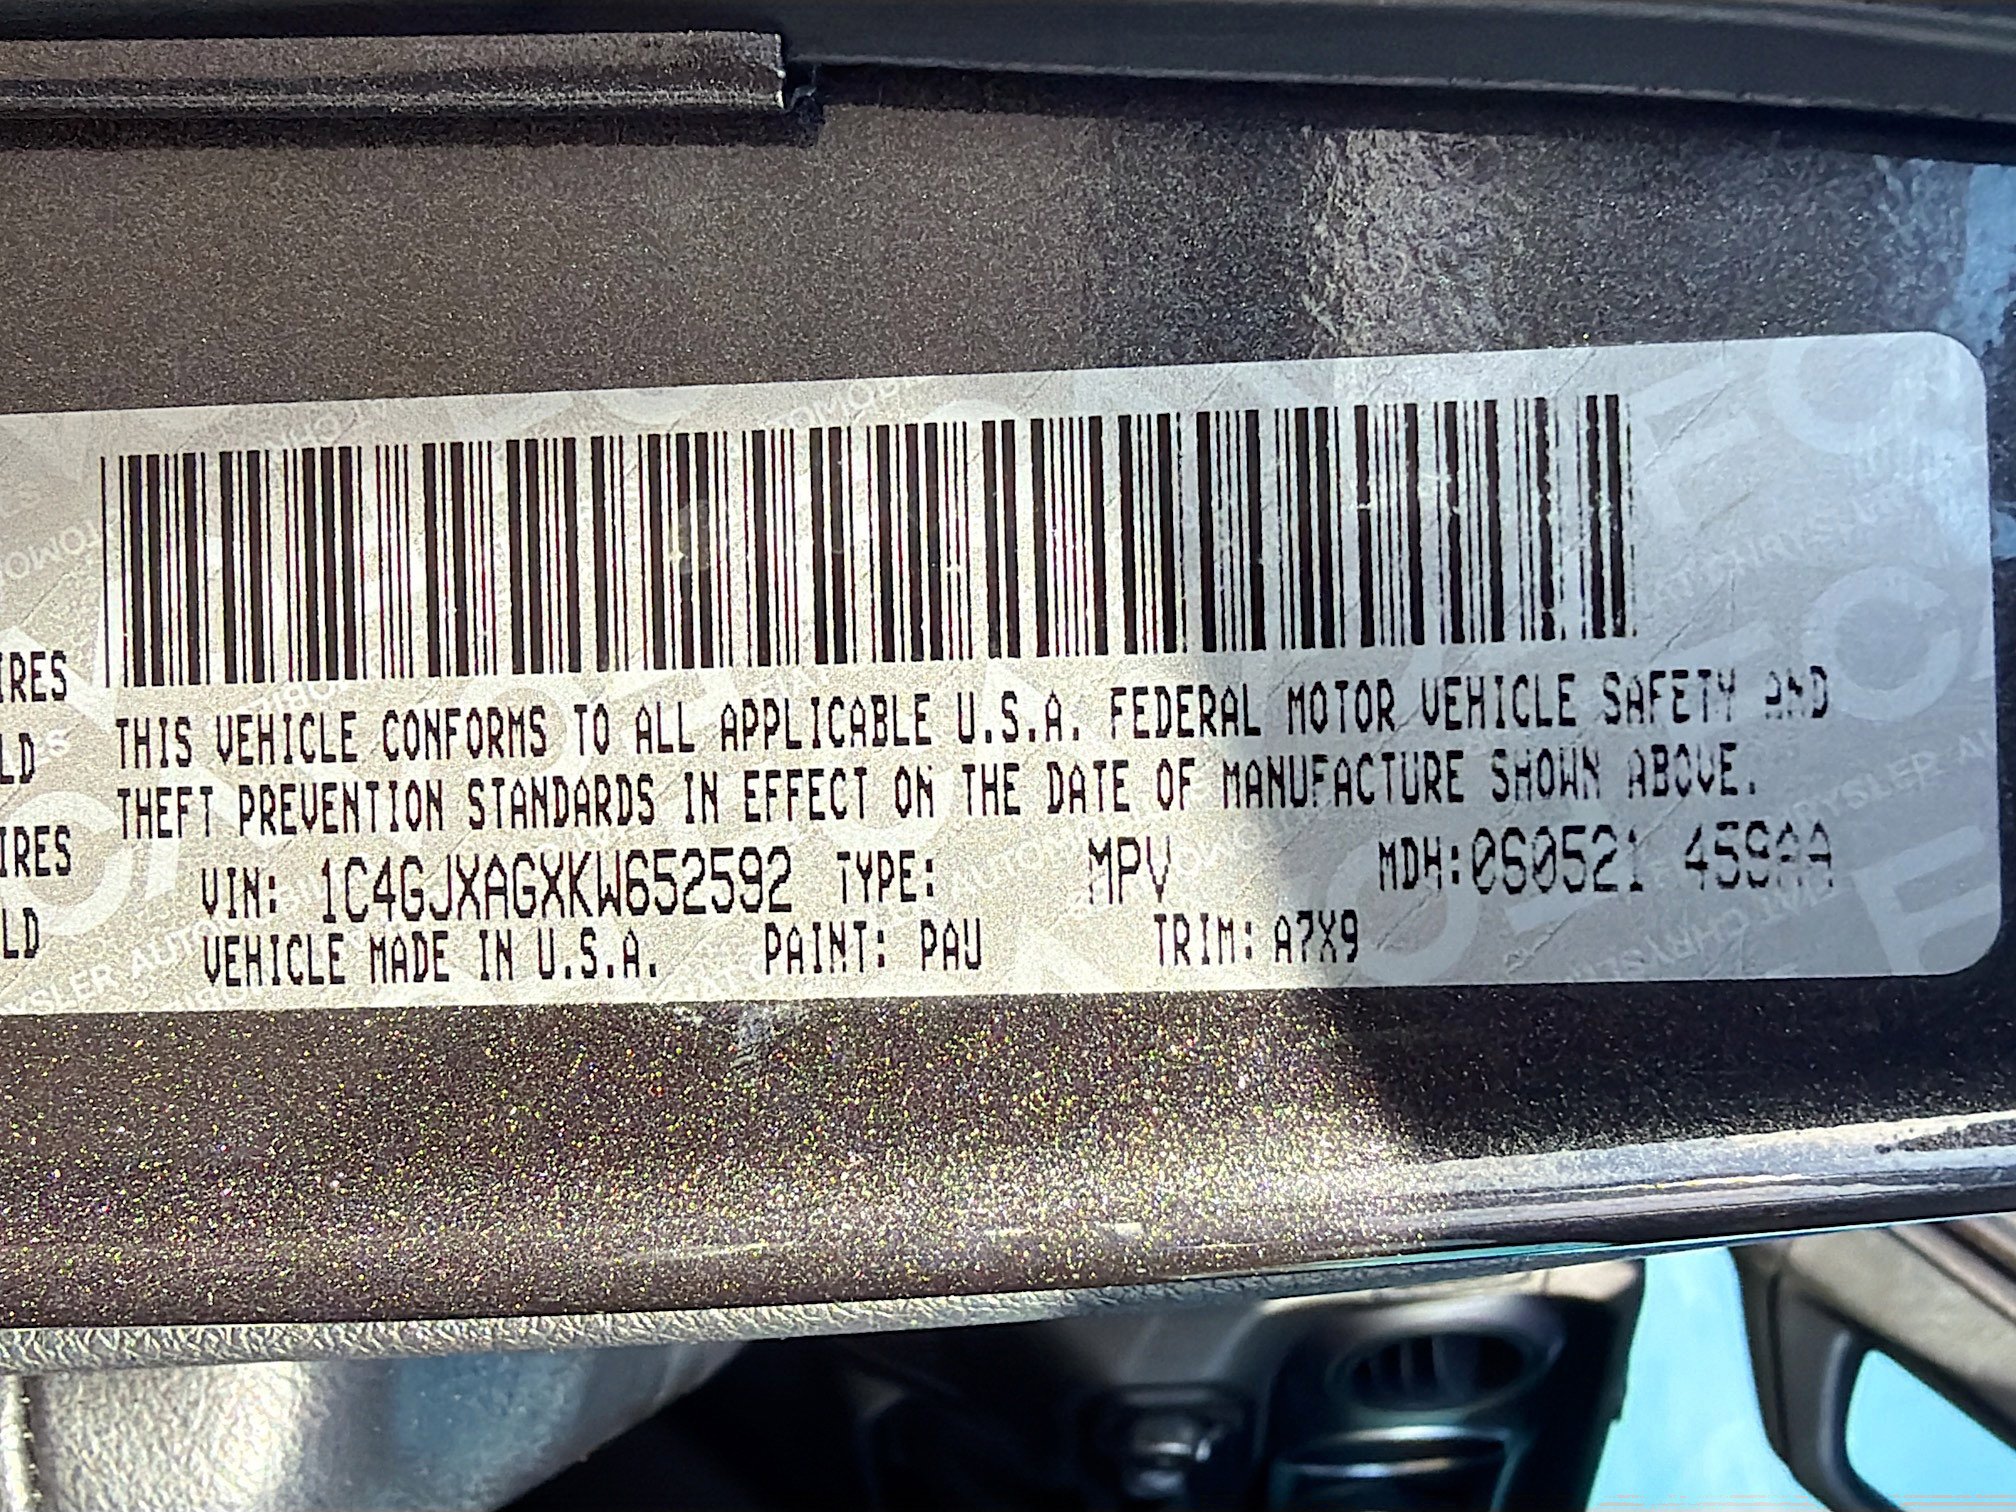 IRES
LD
IRES
LD
THIS VEHICLE CONFORMS TO ALL APPLICABLE U.S.A. FEDERAL MOTOR VEHICLE SAFETY AND
THEFT PREVENTION STANDARDS IN EFFECT ON THE DATE OF MANUFACTURE SHOWN ABOVE.
VIN: 1C4GJXAGXKW652592 TYPE: MPV MDH:
VEHICLE MADE IN U.S.A. PAINT: PAU TRIM: A7X9